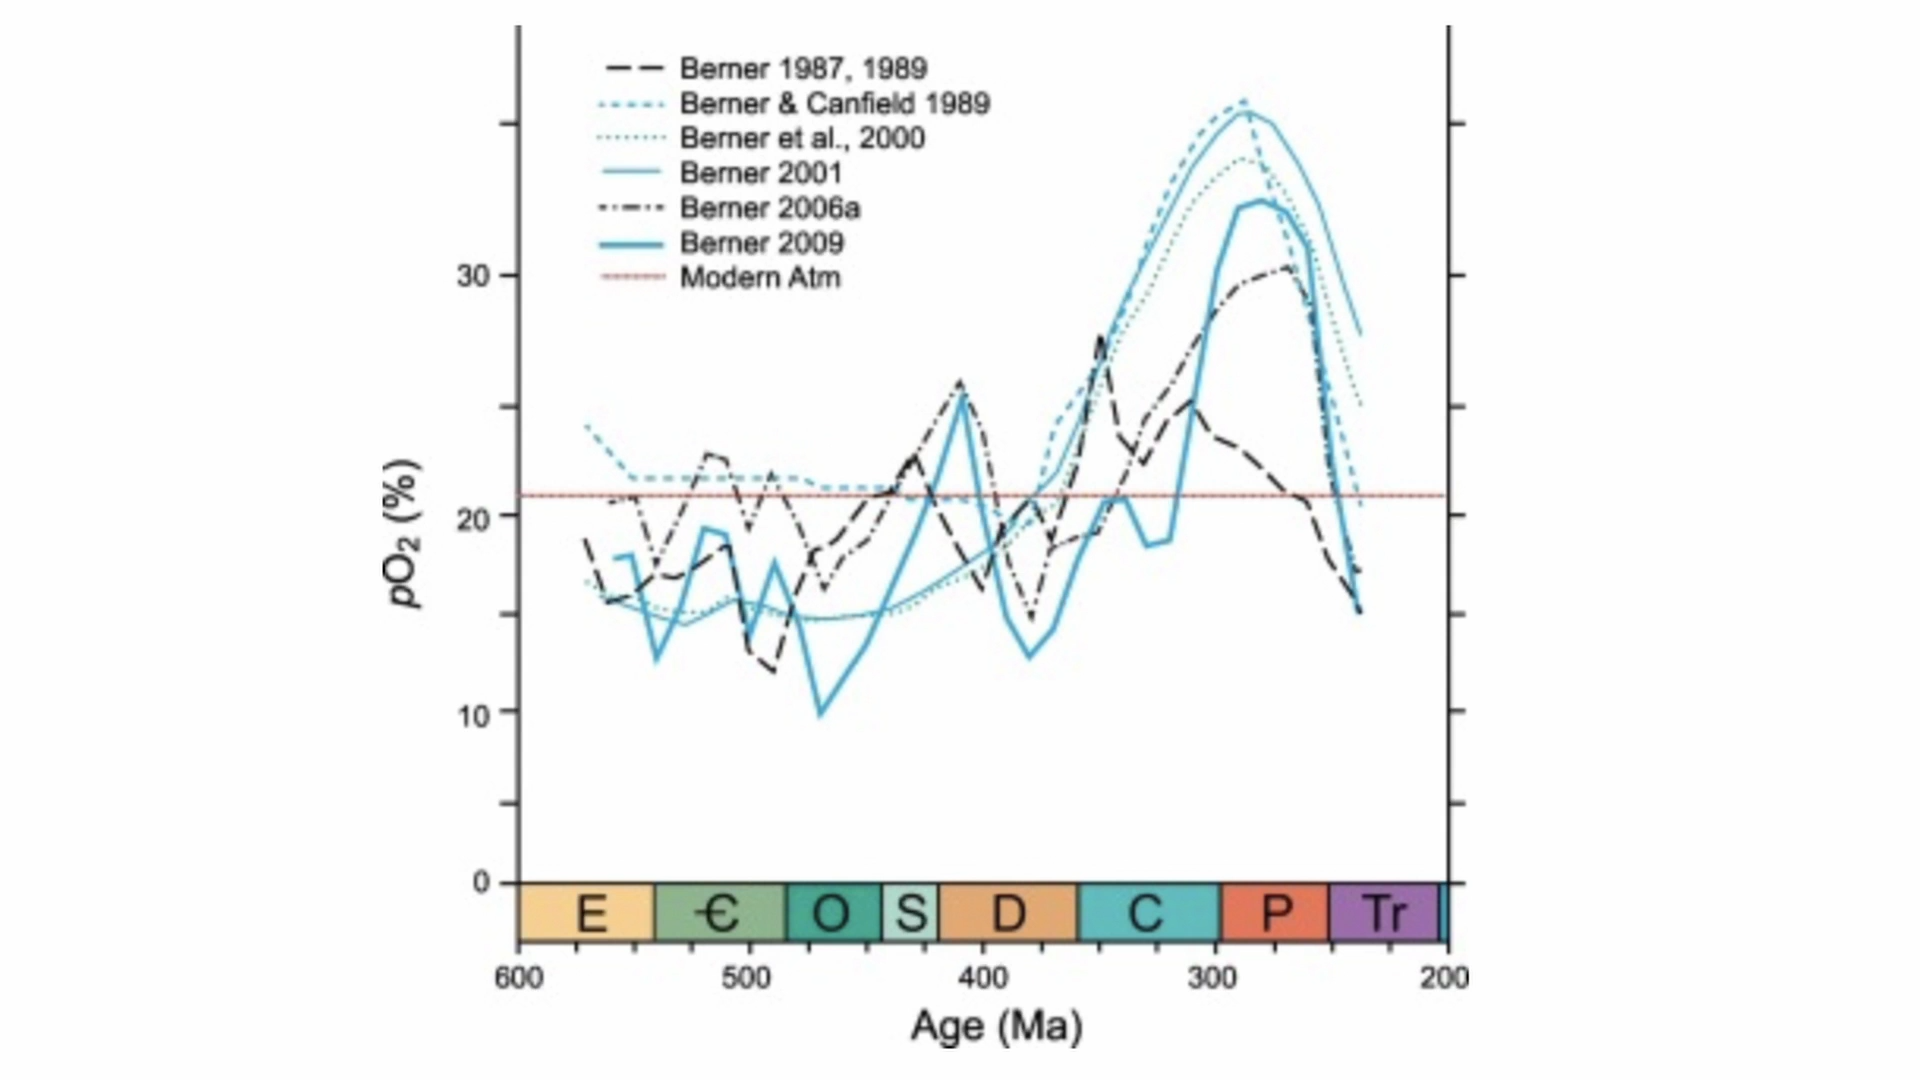 Berner 1987, 1989
Berner & Canfield 1989
Berner et al., 2000
Berner 2001
Berner 2006a
Berner 2009
Modern Atm
30
20
10
0
pO₂ (%)
E Ꞓ O S D C P Tr
600 500 400 300 200
Age (Ma)